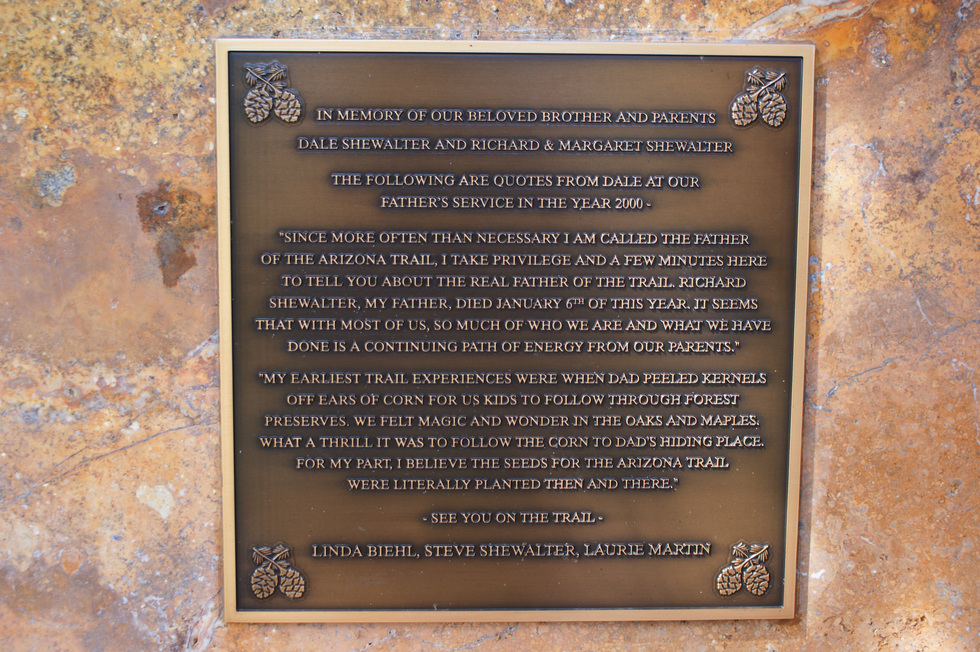 IN MEMORY OF OUR BELOVED BROTHER AND PARENTS
DALE SHEWALTER AND RICHARD & MARGARET SHEWALTER
THE FOLLOWING ARE QUOTES FROM DALE AT OUR
FATHER'S SERVICE IN THE YEAR 2000 -
"SINCE MORE OFTEN THAN NECESSARY I AM CALLED THE FATHER
OF THE ARIZONA TRAIL, I TAKE PRIVILEGE AND A FEW MINUTES HERE
TO TELL YOU ABOUT THE REAL FATHER OF THE TRAIL. RICHARD
SHEWALTER, MY FATHER, DIED JANUARY 6TH OF THIS YEAR. IT SEEMS
THAT WITH MOST OF US, SO MUCH OF WHO WE ARE AND WHAT WE HAVE
DONE IS A CONTINUING PATH OF ENERGY FROM OUR PARENTS."
"MY EARLIEST TRAIL EXPERIENCES WERE WHEN DAD PEELED KERNELS
OFF EARS OF CORN FOR US KIDS TO FOLLOW THROUGH FOREST
PRESERVES. WE FELT MAGIC AND WONDER IN THE OAKS AND MAPLES.
WHAT A THRILL IT WAS TO FOLLOW THE CORN TO DAD'S HIDING PLACE.
FOR MY PART, I BELIEVE THE SEEDS FOR THE ARIZONA TRAIL
WERE LITERALLY PLANTED THEN AND THERE."
- SEE YOU ON THE TRAIL -
LINDA BIEHL, STEVE SHEWALTER, LAURIE MARTIN